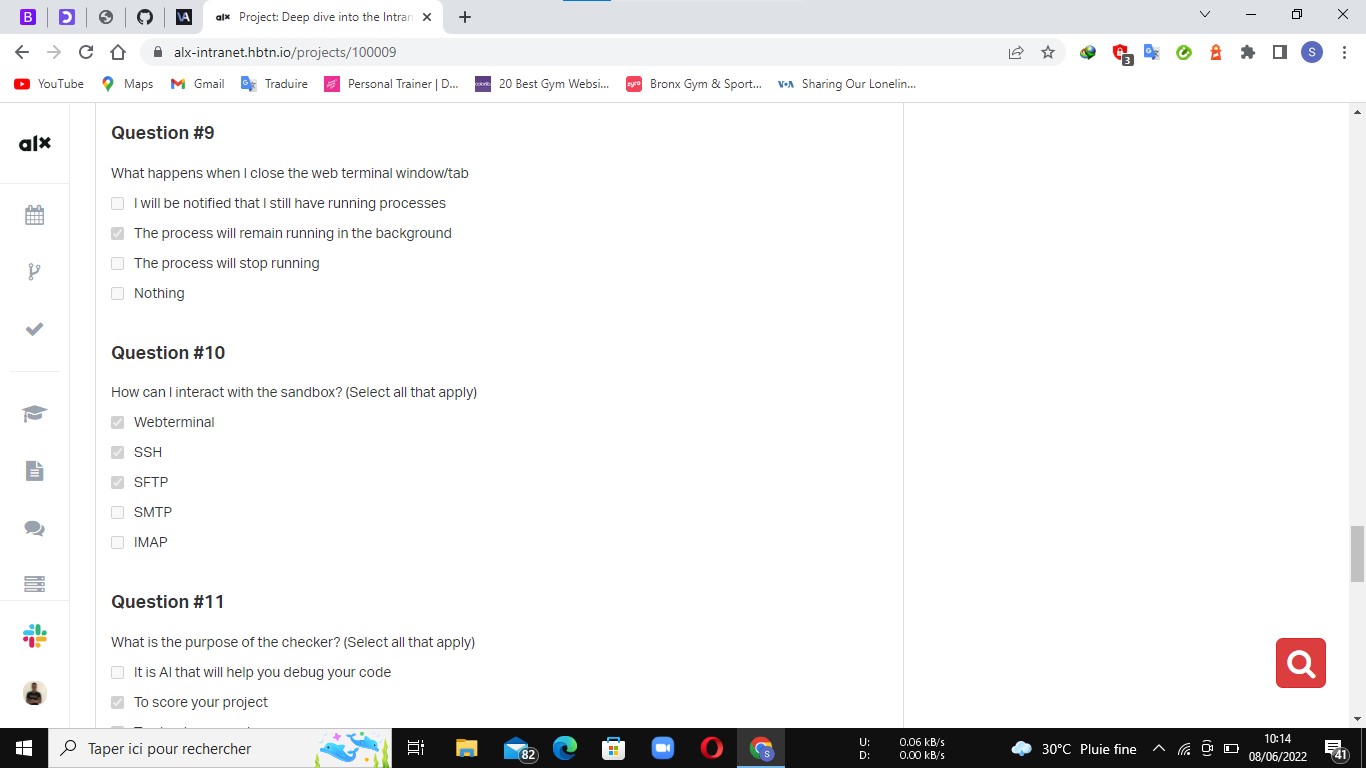 B
VA
alx Project: Deep dive into the Intran
alx-intranet.hbtn.io/projects/100009
3
S
YouTube Maps Gmail Traduire Personal Trainer | D... 20 Best Gym Websi... zyro Bronx Gym & Sport... VOA Sharing Our Lonelin...
alx
Question #9
What happens when I close the web terminal window/tab
I will be notified that I still have running processes
The process will remain running in the background
The process will stop running
Nothing
Question #10
How can I interact with the sandbox? (Select all that apply)
Webterminal
SSH
SFTP
SMTP
IMAP
Question #11
What is the purpose of the checker? (Select all that apply)
It is AI that will help you debug your code
To score your project
Taper ici pour rechercher
82
S
U: 0.06 kB/s
D: 0.00 kB/s
30°C Pluie fine
10:14
08/06/2022
41